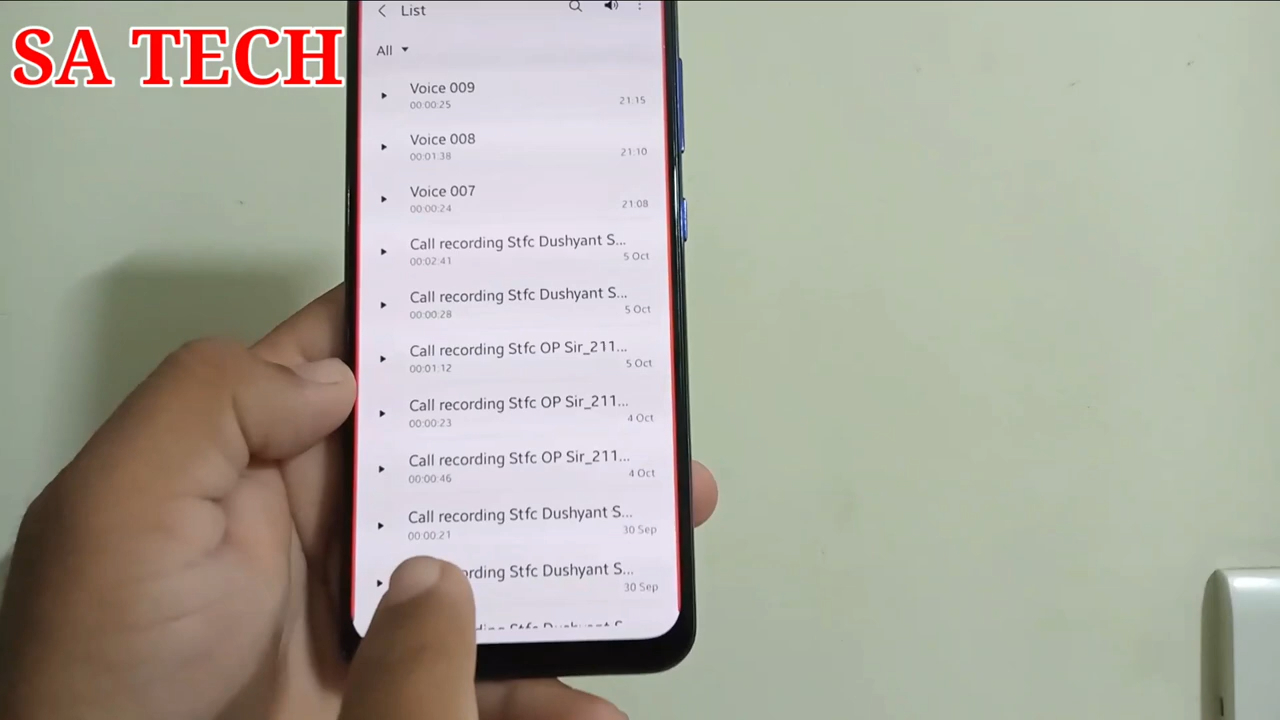 SA TECH
List
All
Voice 009
00:00:25
21:15
Voice 008
00:01:38
21:10
Voice 007
00:00:24
21:08
Call recording Stfc Dushyant S...
00:02:41
5 Oct
Call recording Stfc Dushyant S...
00:00:28
5 Oct
Call recording Stfc OP Sir_211...
00:01:12
5 Oct
Call recording Stfc OP Sir_211...
00:00:23
4 Oct
Call recording Stfc OP Sir_211...
00:00:46
4 Oct
Call recording Stfc Dushyant S...
00:00:21
30 Sep
Stfc Dushyant S...
30 Sep